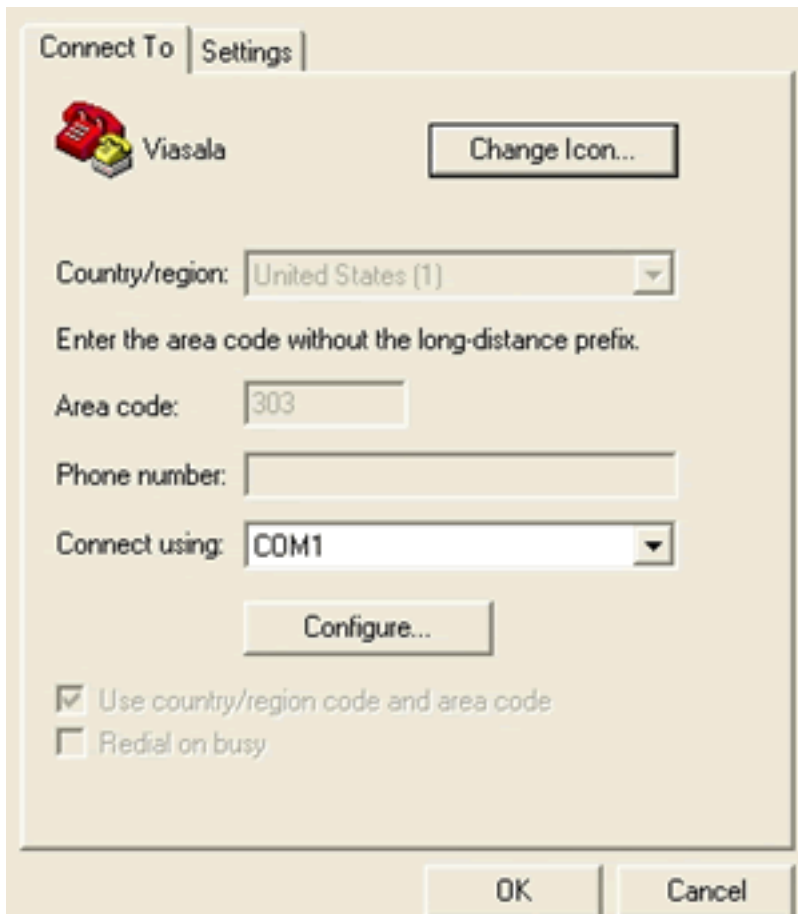 Connect To
Settings
Viasala
Change Icon...
Country/region: United States (1)
Enter the area code without the long-distance prefix.
Area code: 303
Phone number:
Connect using: COM1
Configure...
Use country/region code and area code
Redial on busy
OK
Cancel